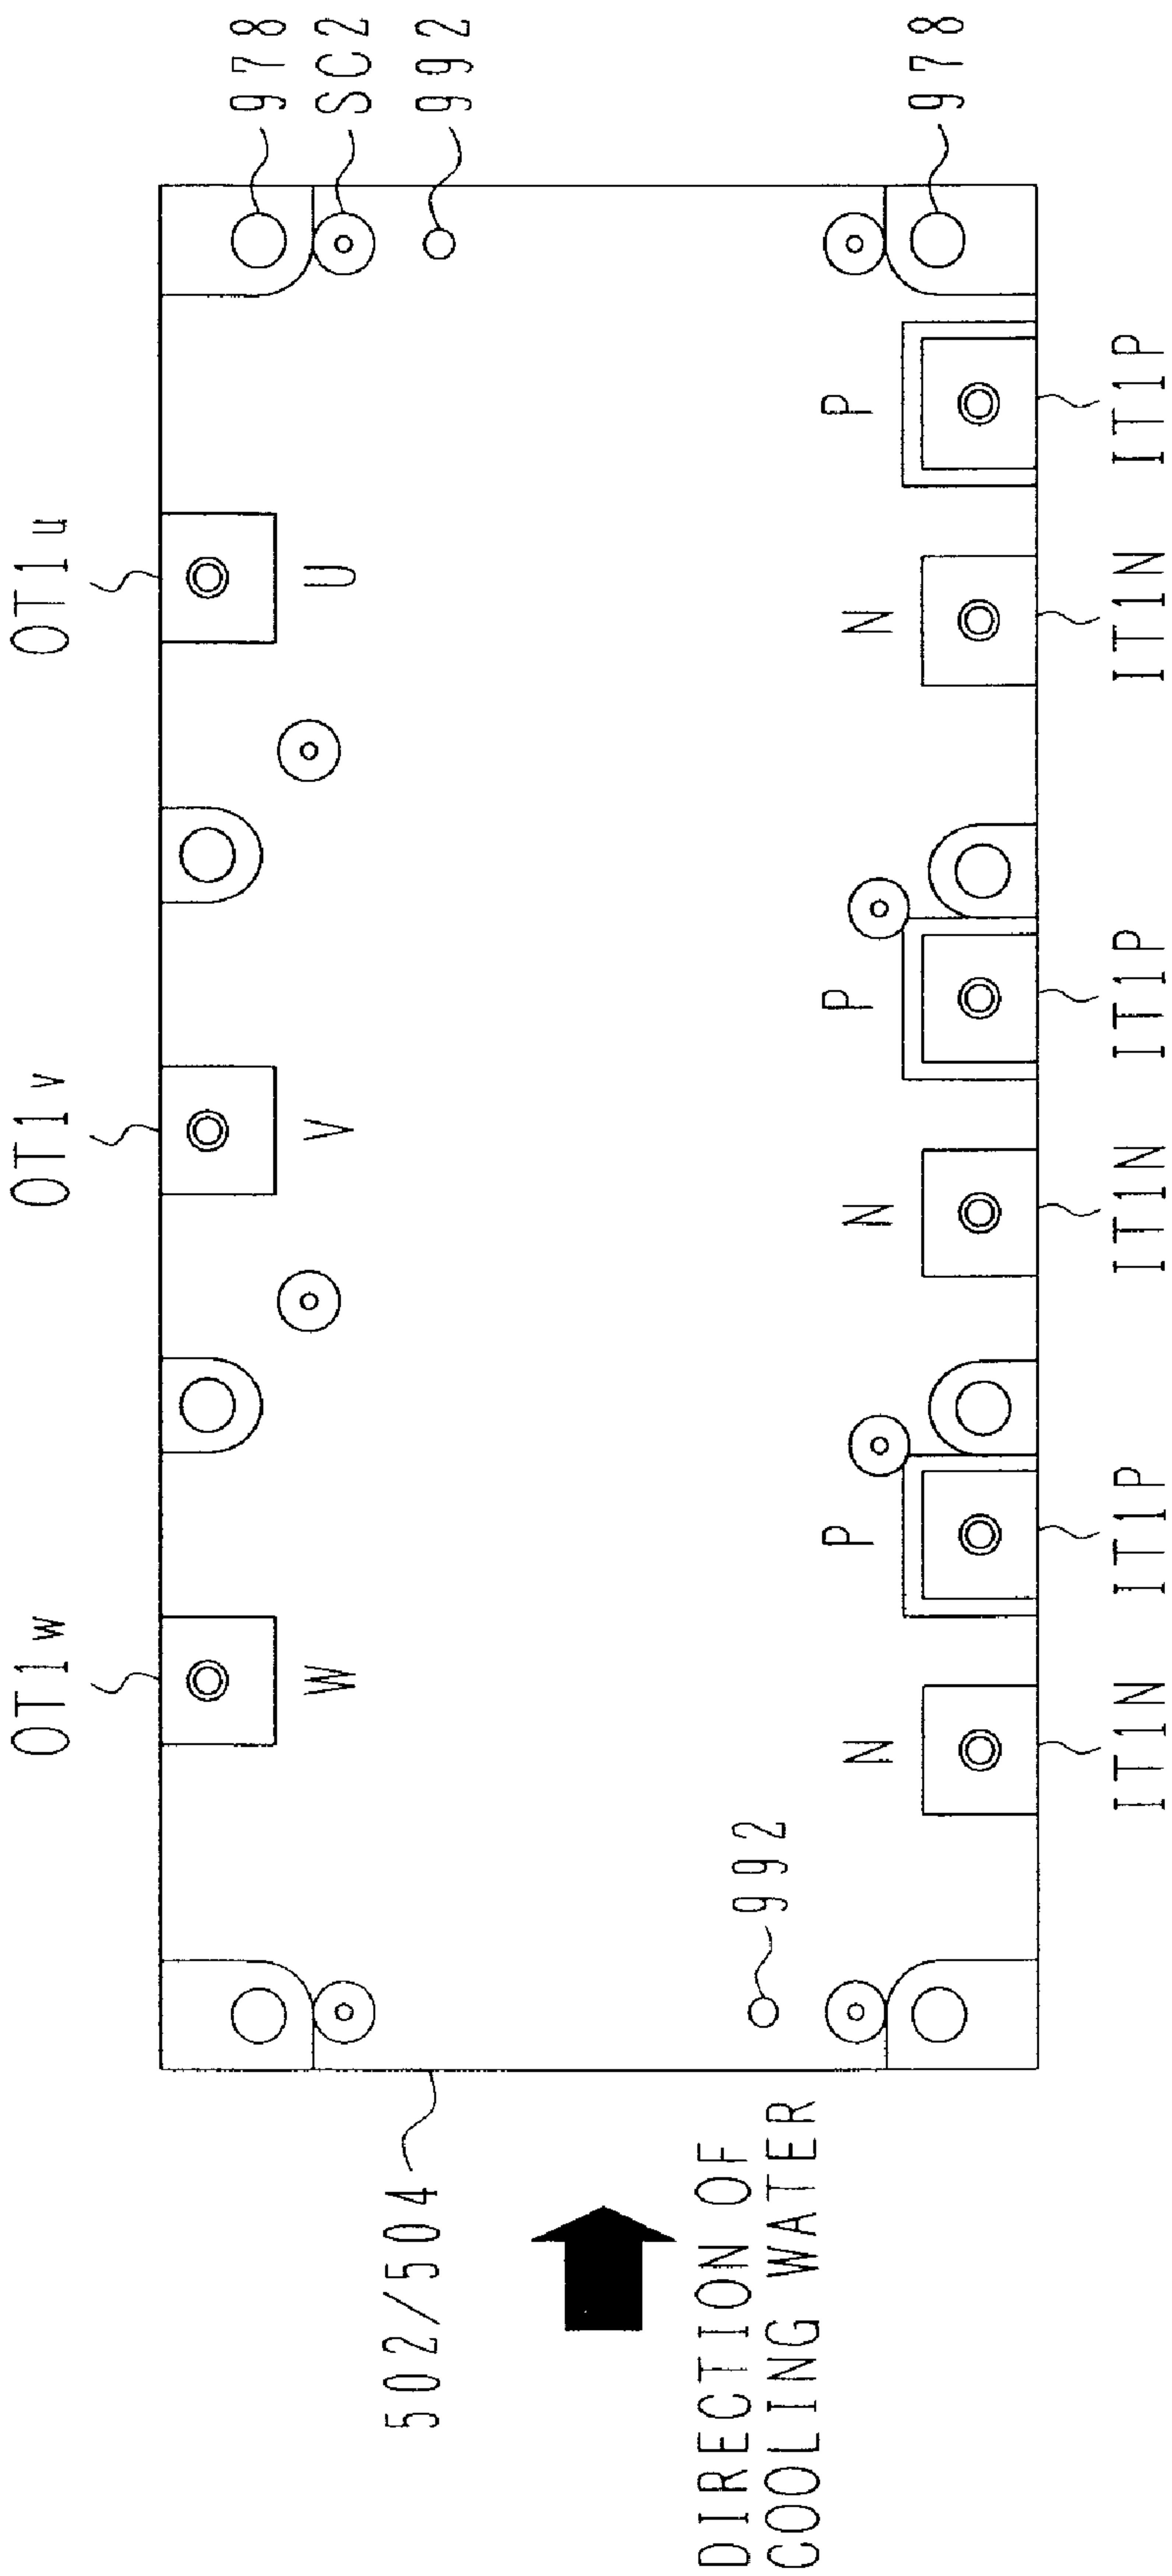 OT1w
OT1v
OT1u
978
W
V
U
SC2
502/504
992
DIRECTION OF
COOLING WATER
992
N
P
N
P
N
P
978
IT1N
IT1P
IT1N
IT1P
IT1N
IT1P